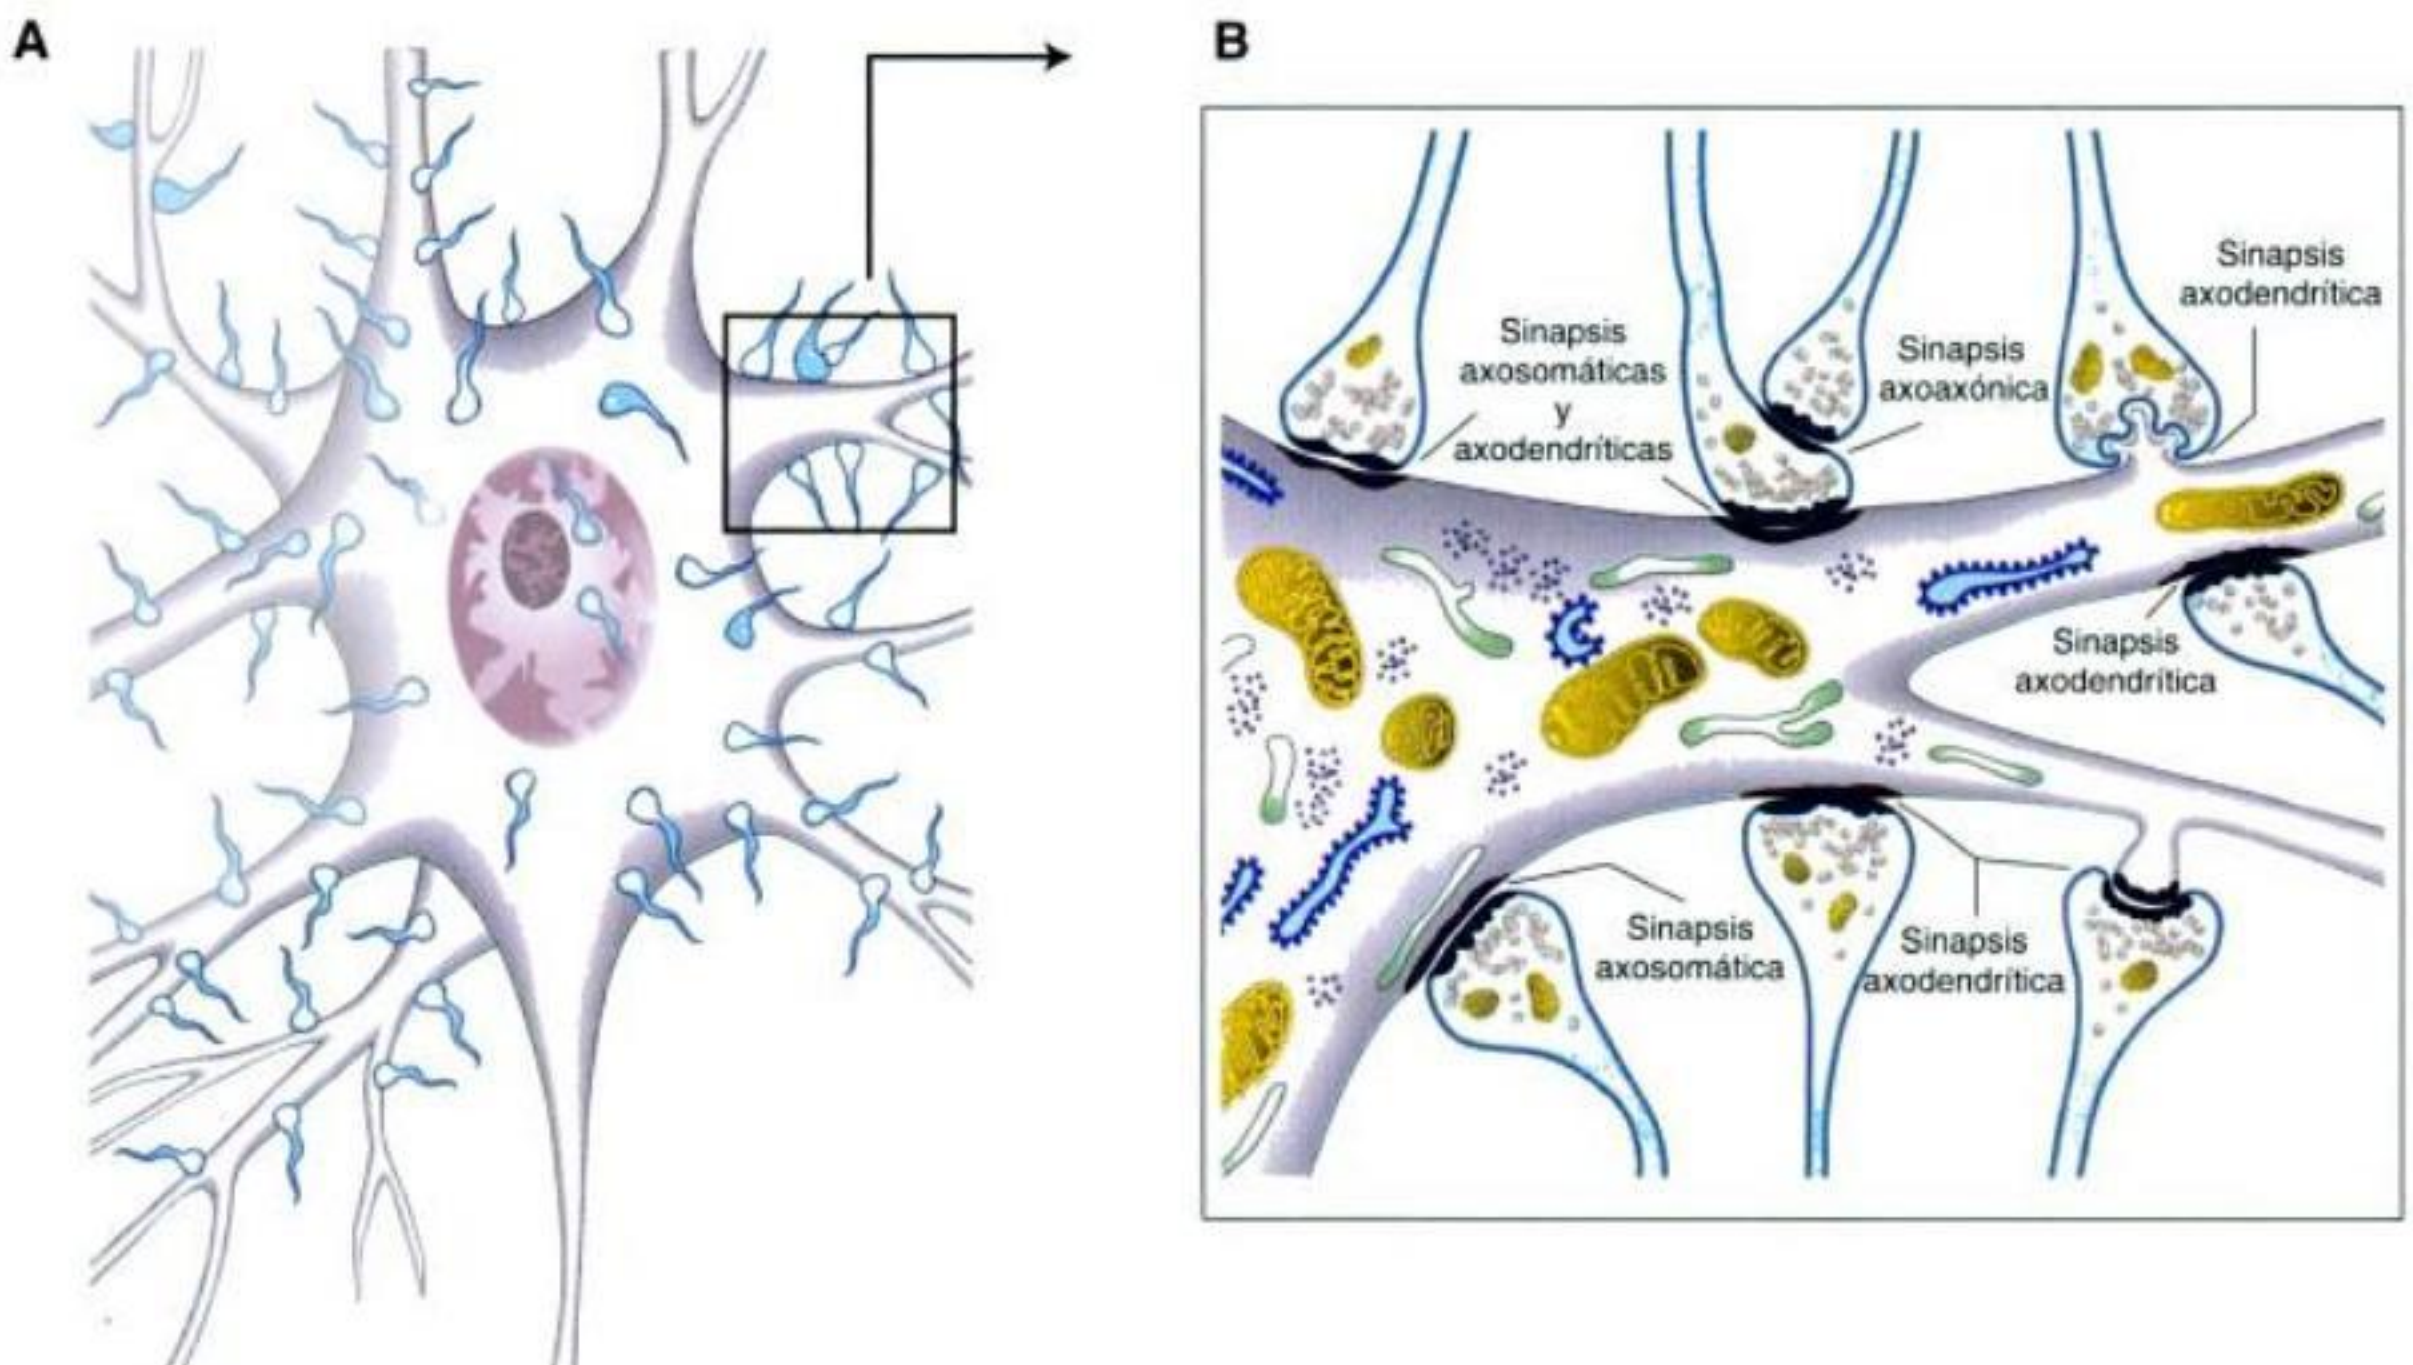 A
B
Sinapsis
axodendrítica
Sinapsis
axosomáticas
y
axodendríticas
Sinapsis
axoaxónica
Sinapsis
axodendrítica
Sinapsis
axosomática
Sinapsis
axodendrítica